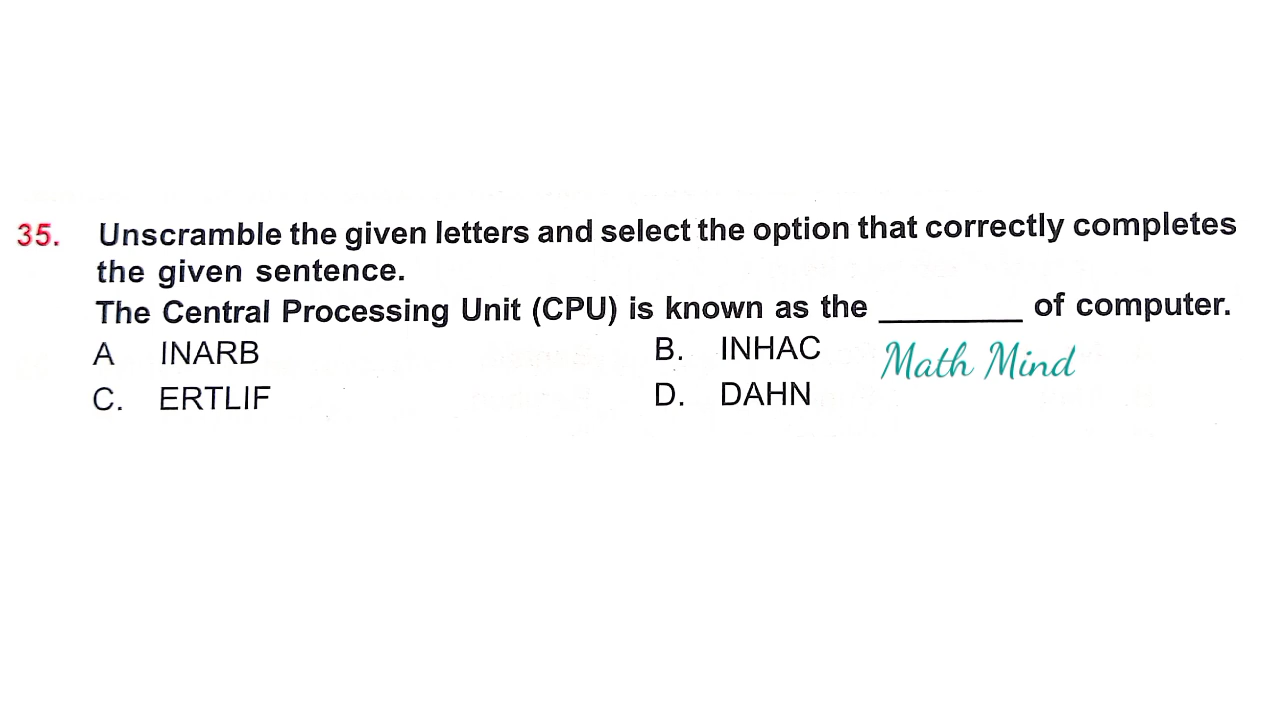 35. Unscramble the given letters and select the option that correctly completes
the given sentence.
The Central Processing Unit (CPU) is known as the ________ of computer.
A INARB B. INHAC
Math Mind
C. ERTLIF D. DAHN